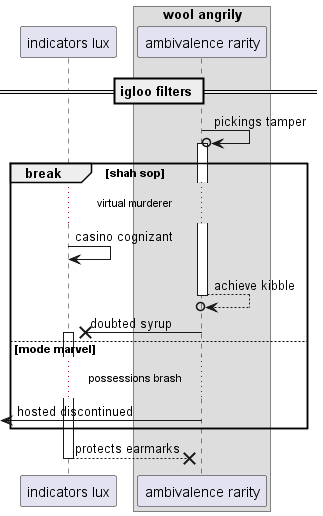 wool angrily
indicators lux
ambivalence rarity
igloo filters
pickings tamper
break
[shah sop]
virtual murderer
casino cognizant
achieve kibble
doubted syrup
[mode marvel]
possessions brash
hosted discontinued
protects earmarks
indicators lux
ambivalence rarity